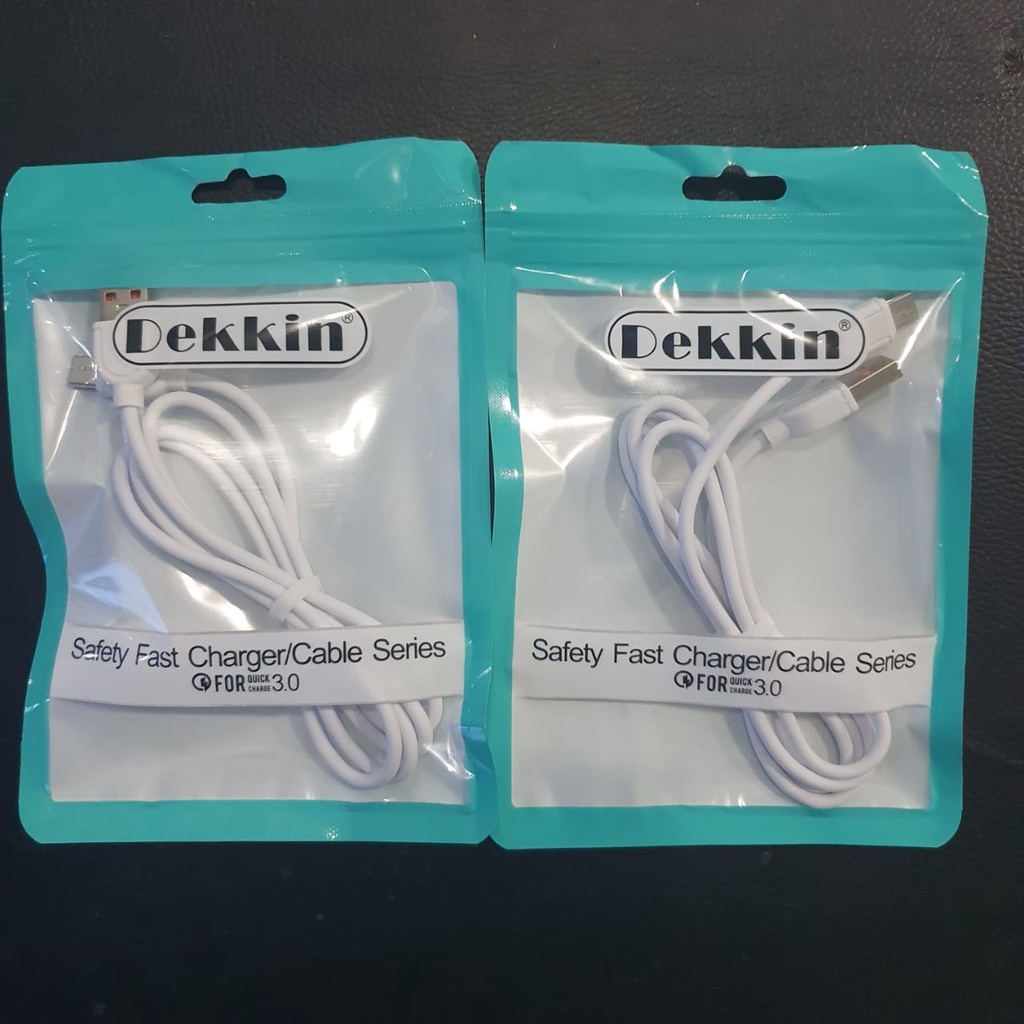 Dekkin®
Safety Fast Charger/Cable Series
FOR QUICK CHARGE 3.0
Dekkin®
Safety Fast Charger/Cable Series
FOR QUICK CHARGE 3.0